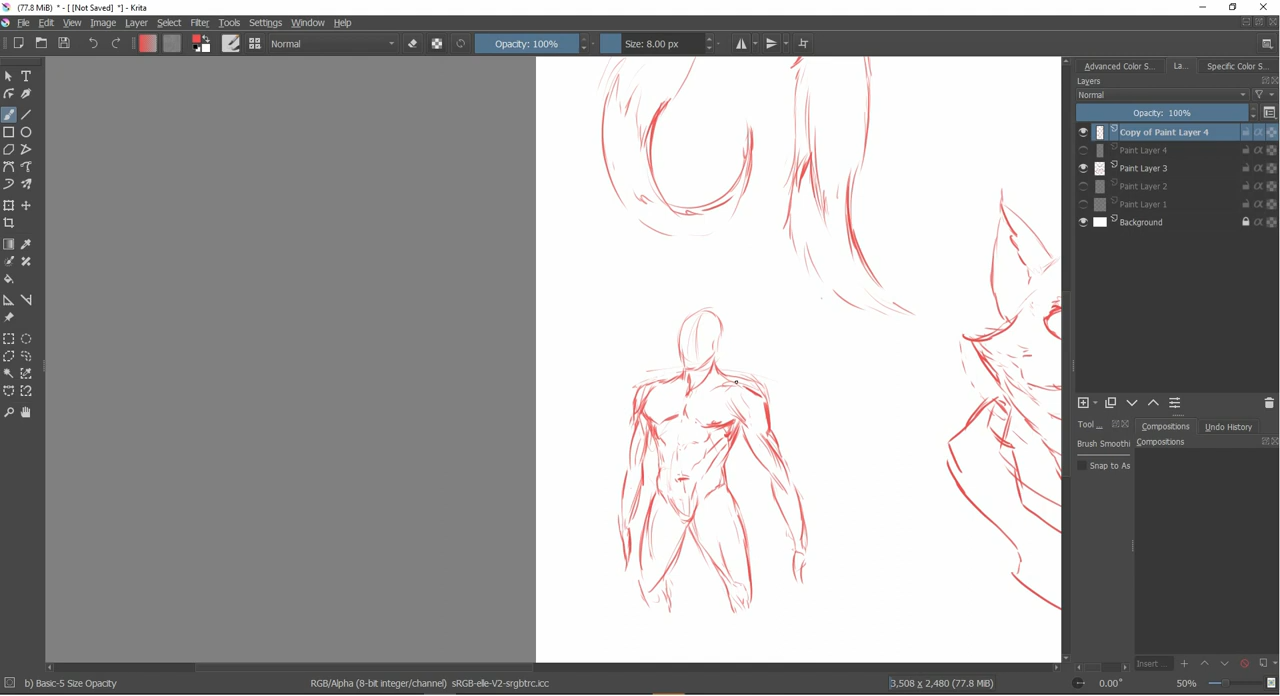 (77.8 MiB) * - [ [Not Saved] *] - Krita
File Edit View Image Layer Select Filter Tools Settings Window Help
Normal
Opacity: 100%
Size: 8.00 px
Advanced Color S... La... Specific Color S...
Layers
Normal
Opacity: 100%
Copy of Paint Layer 4
Paint Layer 4
Paint Layer 3
Paint Layer 2
Paint Layer 1
Background
Tool ...
Compositions Undo History
Brush Smoothi
Compositions
Snap to As
Insert ...
b) Basic-5 Size Opacity
RGB/Alpha (8-bit integer/channel) sRGB-elle-V2-srgbtrc.icc
3,508 x 2,480 (77.8 MiB)
0.00°
50%